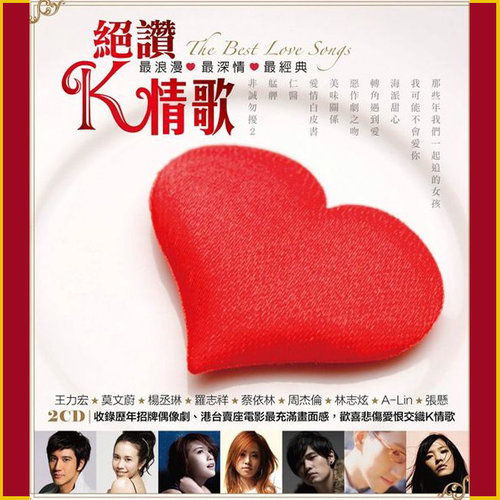 絕讚
K情歌
The Best Love Songs
最浪漫♥最深情♥最經典
那些年我們一起追的女孩
我可能不會愛你
海派甜心
轉角遇到愛
惡作劇之吻
美味關係
愛情白皮書
仁醫
艋舺
非誠勿擾2
王力宏★莫文蔚★楊丞琳★羅志祥★蔡依林★周杰倫★林志炫★A-Lin★張懸
2CD|收錄歷年招牌偶像劇、港台賣座電影最充滿畫面感,歡喜悲傷愛恨交織K情歌